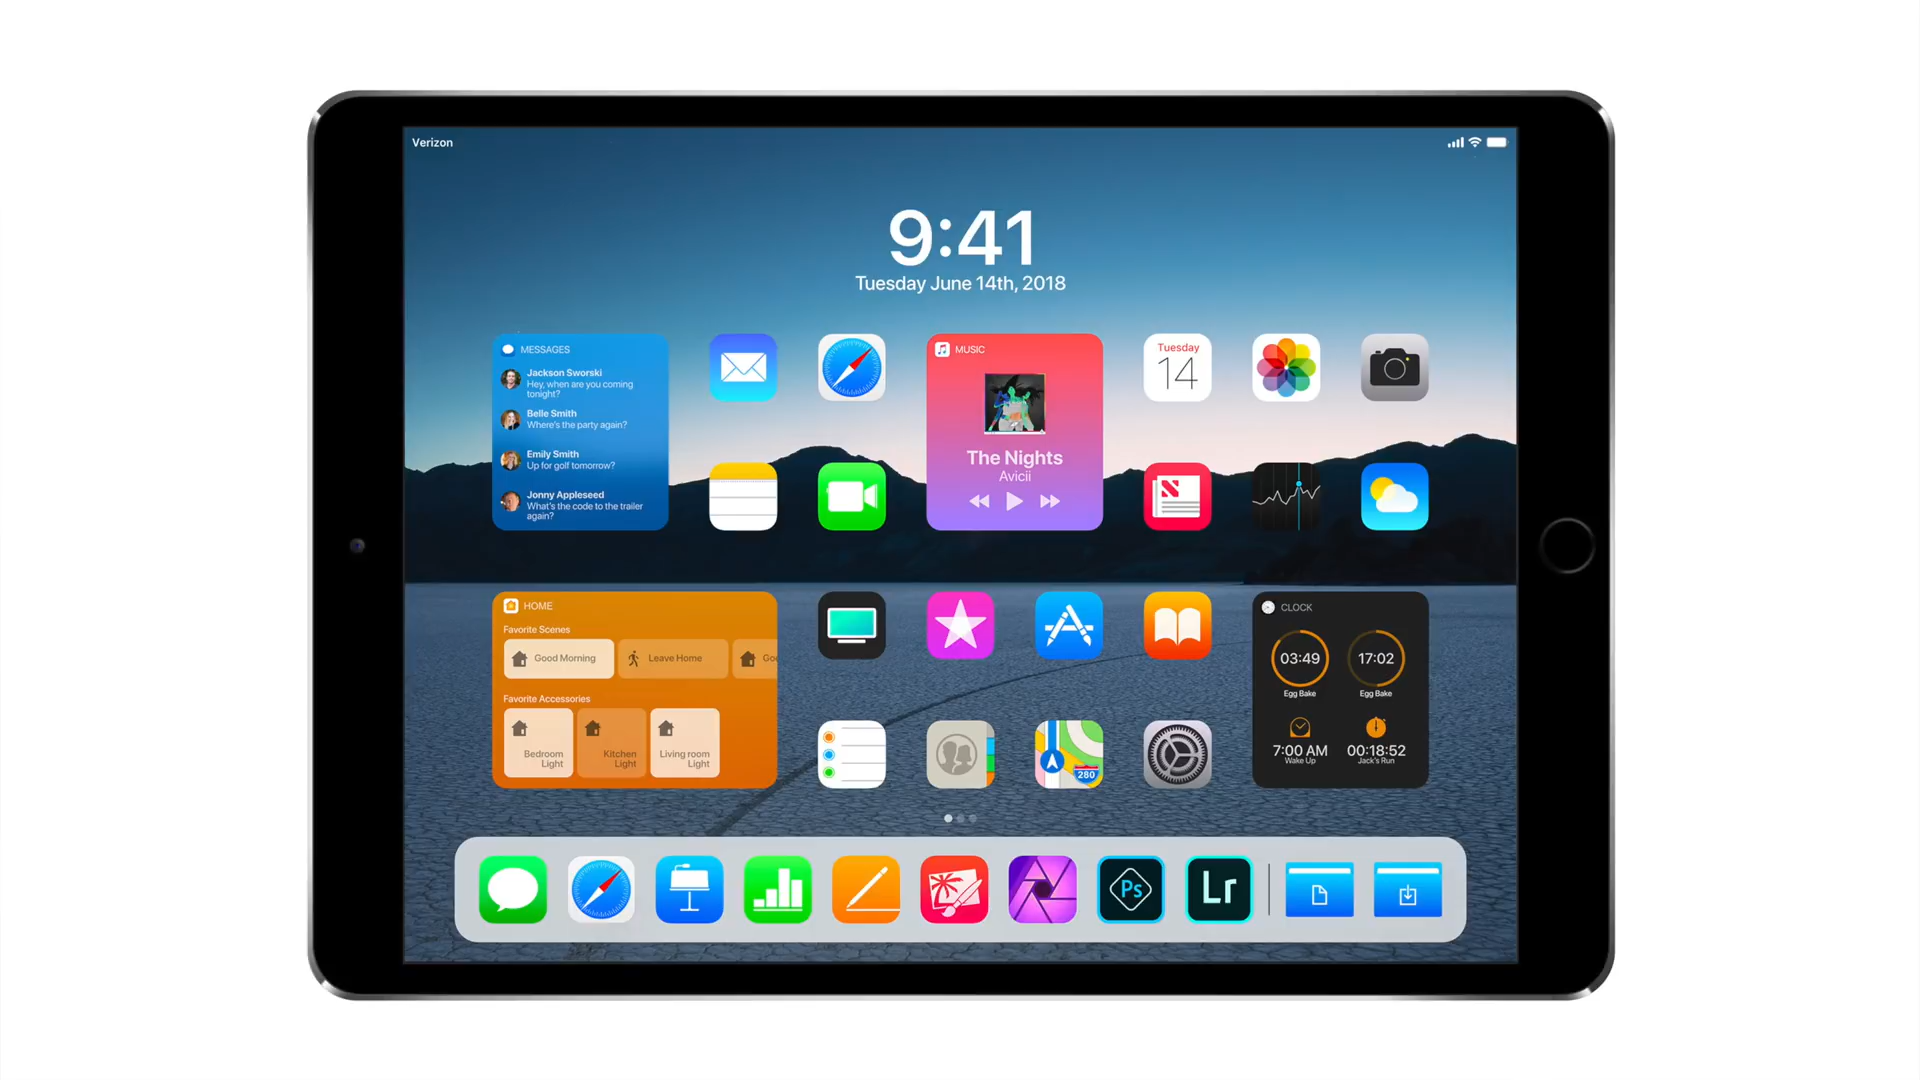 Verizon
9:41
Tuesday June 14th, 2018
MESSAGES
Jackson Sworski
Hey, when are you coming
tonight?
Belle Smith
Where's the party again?
Emily Smith
Up for golf tomorrow?
Jonny Appleseed
What's the code to the trailer
again?
MUSIC
The Nights
Avicii
Tuesday
14
HOME
Favorite Scenes
Good Morning
Leave Home
Goo
Favorite Accessories
Bedroom
Light
Kitchen
Light
Living room
Light
280
CLOCK
03:49
17:02
Egg Bake
Egg Bake
7:00 AM
00:18:52
Wake Up
Jack's Run
Ps
Lr